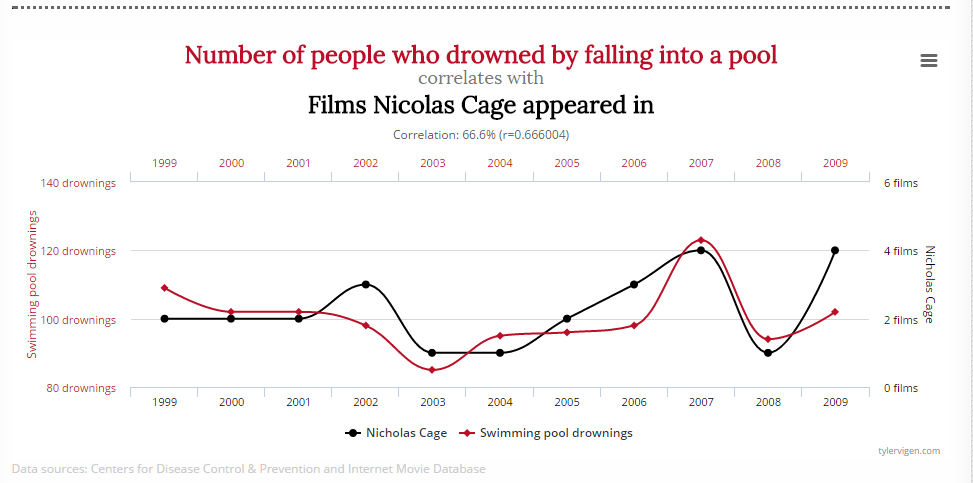 Number of people who drowned by falling into a pool
correlates with
Films Nicolas Cage appeared in
Correlation: 66.6% (r=0.666004)
1999 2000 2001 2002 2003 2004 2005 2006 2007 2008 2009
140 drownings 6 films
120 drownings 4 films
100 drownings 2 films
80 drownings 0 films
Swimming pool drownings
Nicholas Cage
1999 2000 2001 2002 2003 2004 2005 2006 2007 2008 2009
Nicholas Cage Swimming pool drownings
tylervigen.com
Data sources: Centers for Disease Control & Prevention and Internet Movie Database